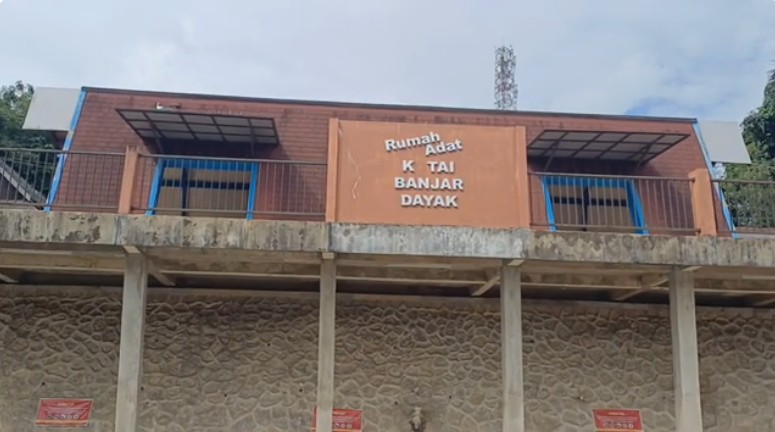 Rumah
Adat
K TAI
BANJAR
DAYAK